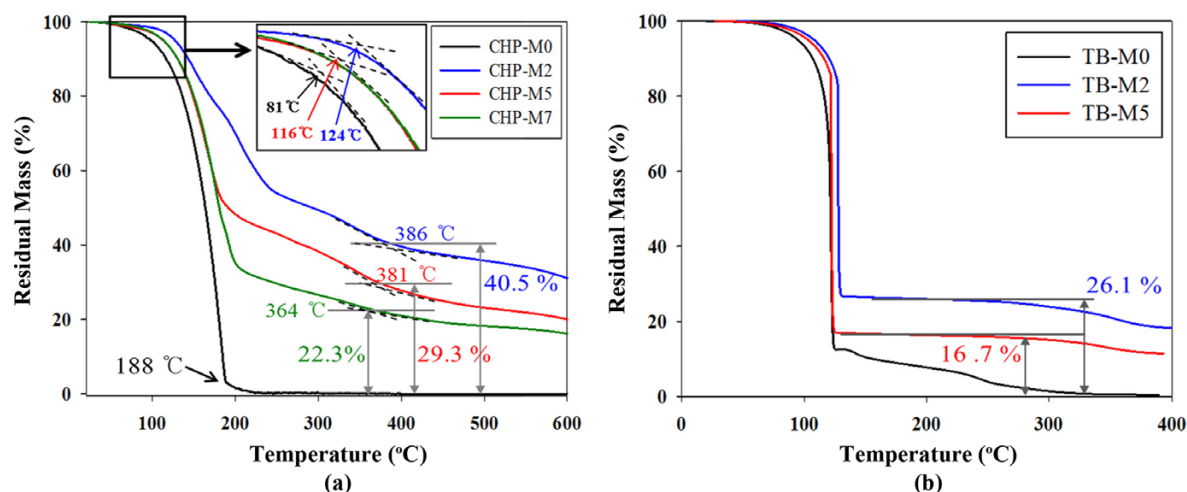 100
80
60
40
20
0
Residual Mass (%)
81℃
116℃
124℃
CHP-M0
CHP-M2
CHP-M5
CHP-M7
386 ℃
381 ℃
364 ℃
40.5 %
22.3%
29.3 %
188 ℃
100 200 300 400 500 600
Temperature (°C)
(a)
100
80
60
40
20
0
Residual Mass (%)
TB-M0
TB-M2
TB-M5
26.1 %
16 .7 %
0 100 200 300 400
Temperature (°C)
(b)